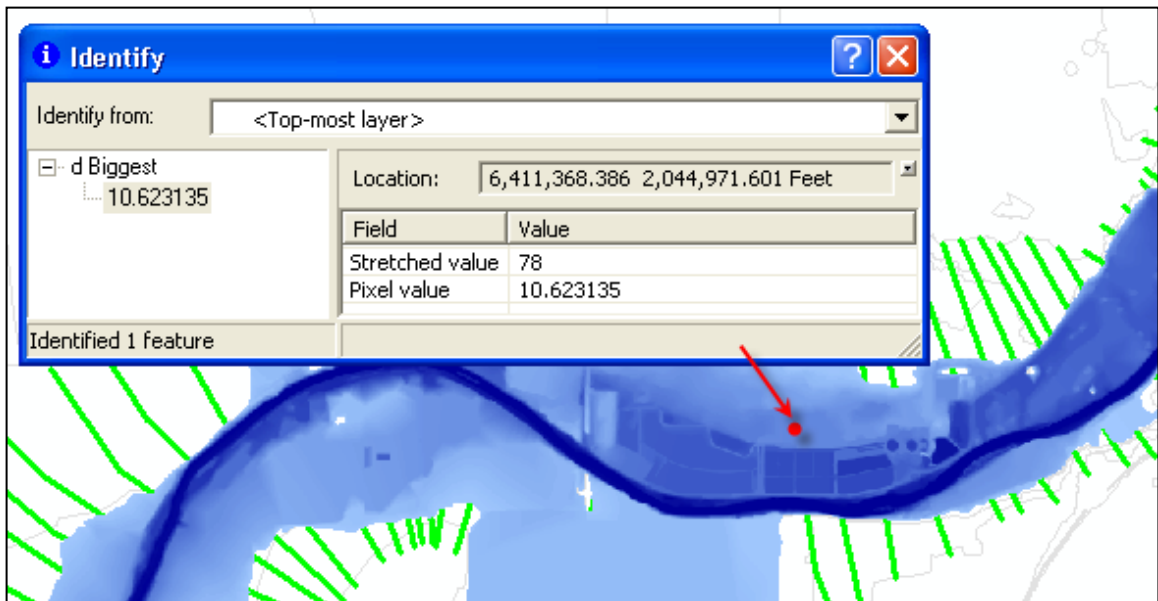 Identify
Identify from: <Top-most layer>
d Biggest
10.623135
Location: 6,411,368.386 2,044,971.601 Feet
Field Value
Stretched value 78
Pixel value 10.623135
Identified 1 feature